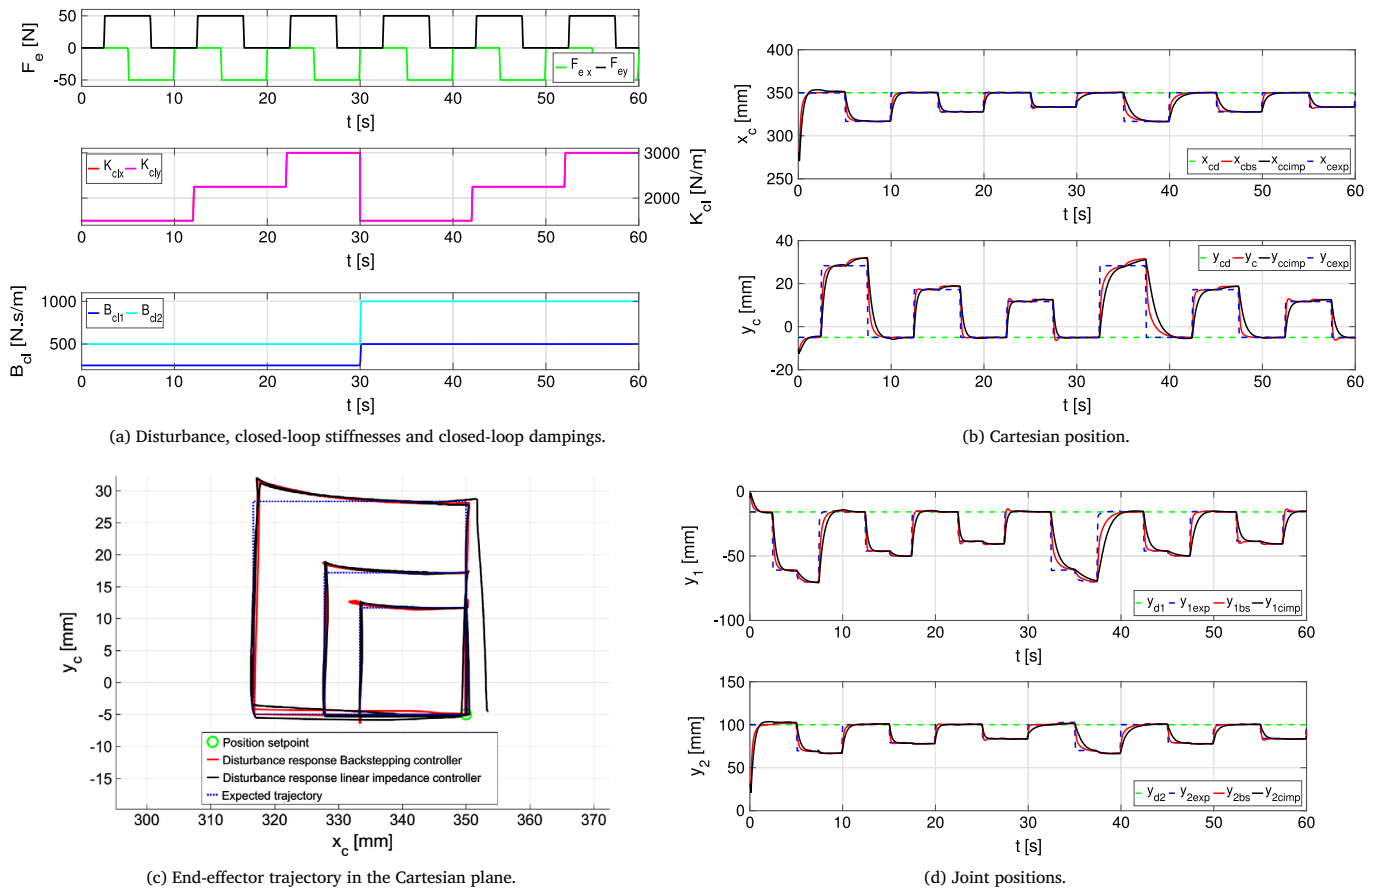 50
0
-50
F_e [N]
F_ex F_ey
0 10 20 30 40 50 60
t [s]
K_clx K_cly
3000
2000
K_cl [N/m]
0 10 20 30 40 50 60
t [s]
1000
500
B_cl [N.s/m]
B_cl1 B_cl2
0 10 20 30 40 50 60
t [s]
(a) Disturbance, closed-loop stiffnesses and closed-loop dampings.
400
350
300
250
x_c [mm]
x_cd x_cbs x_ccimp x_cexp
0 10 20 30 40 50 60
t [s]
40
20
0
-20
y_c [mm]
y_cd y_c y_ccimp y_cexp
0 10 20 30 40 50 60
t [s]
(b) Cartesian position.
30
25
20
15
10
5
0
-5
-10
-15
y_c [mm]
Position setpoint
Disturbance response Backstepping controller
Disturbance response linear impedance controller
Expected trajectory
300 310 320 330 340 350 360 370
x_c [mm]
(c) End-effector trajectory in the Cartesian plane.
0
-50
-100
y_1 [mm]
y_d1 y_1exp y_1bs y_1cimp
0 10 20 30 40 50 60
t [s]
150
100
50
0
y_2 [mm]
y_d2 y_2exp y_2bs y_2cimp
0 10 20 30 40 50 60
t [s]
(d) Joint positions.